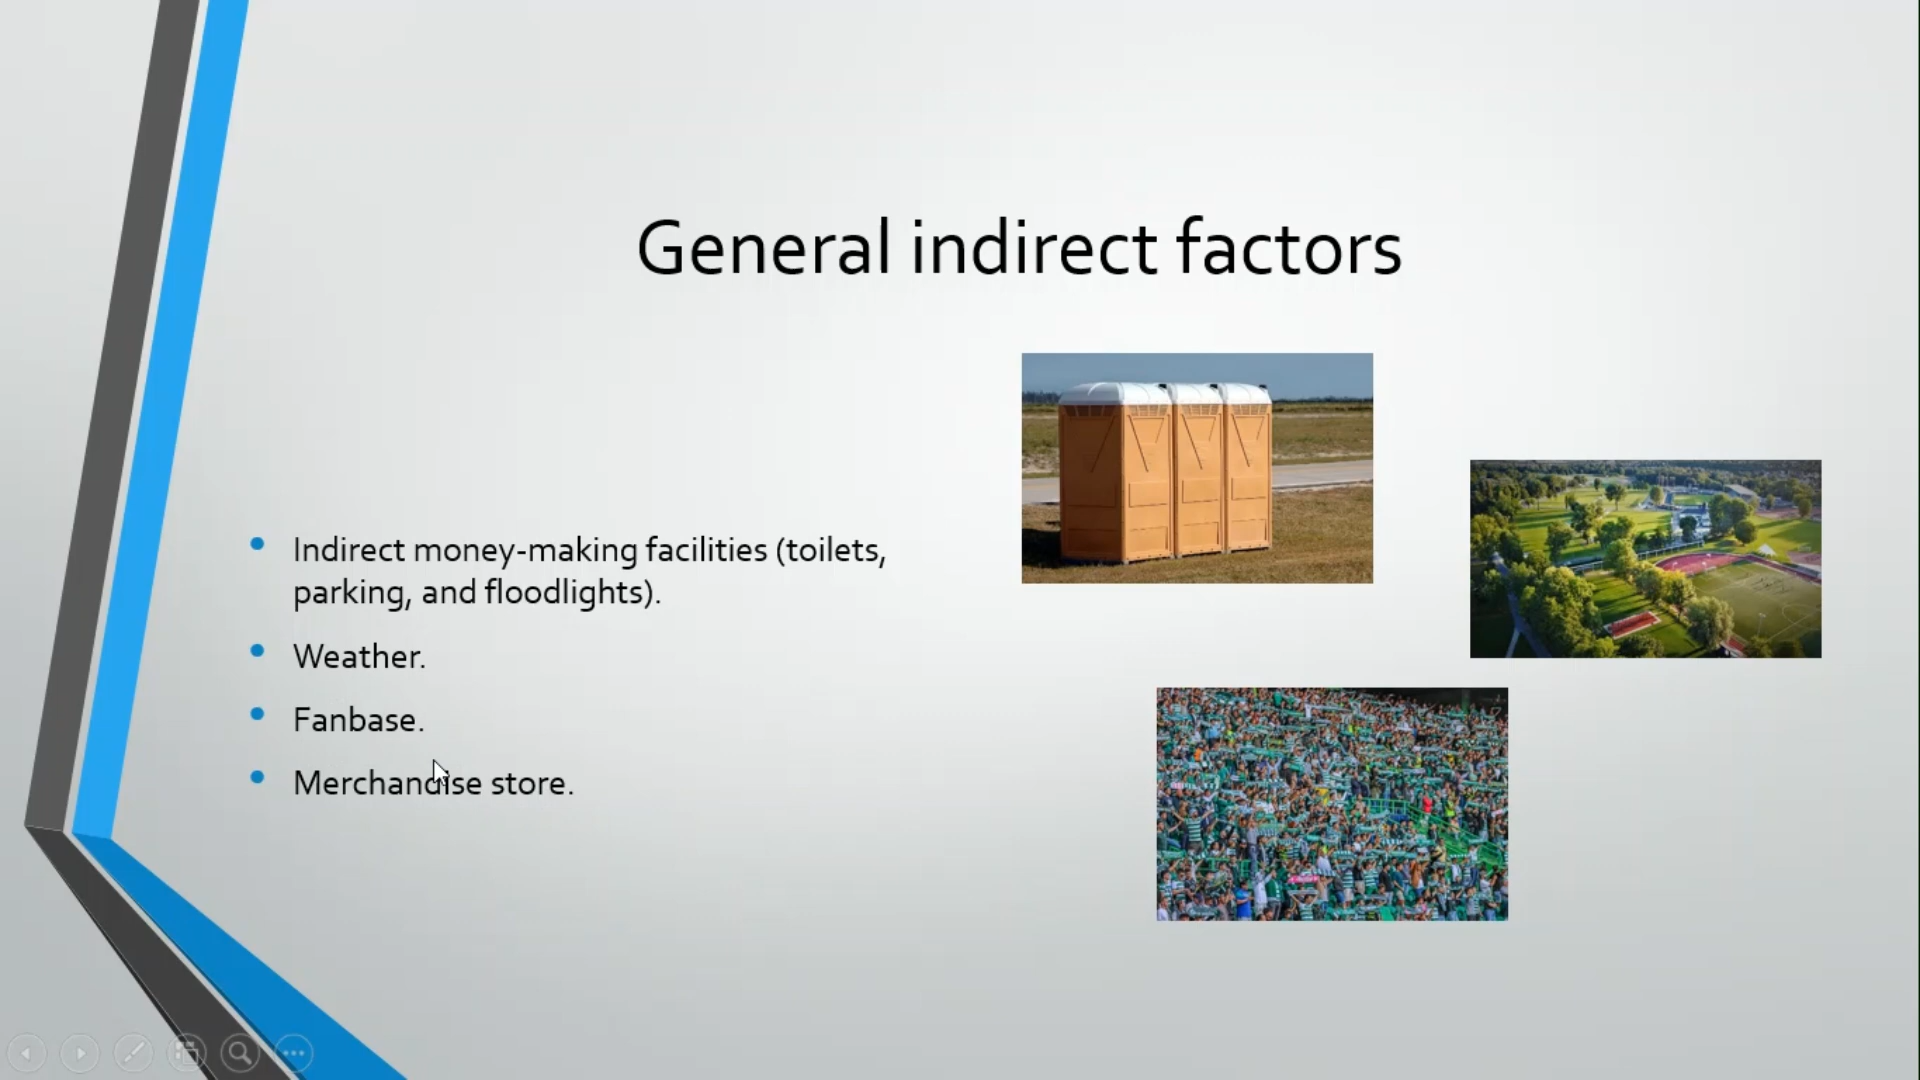 General indirect factors
Indirect money-making facilities (toilets,
parking, and floodlights).
Weather.
Fanbase.
Merchandise store.